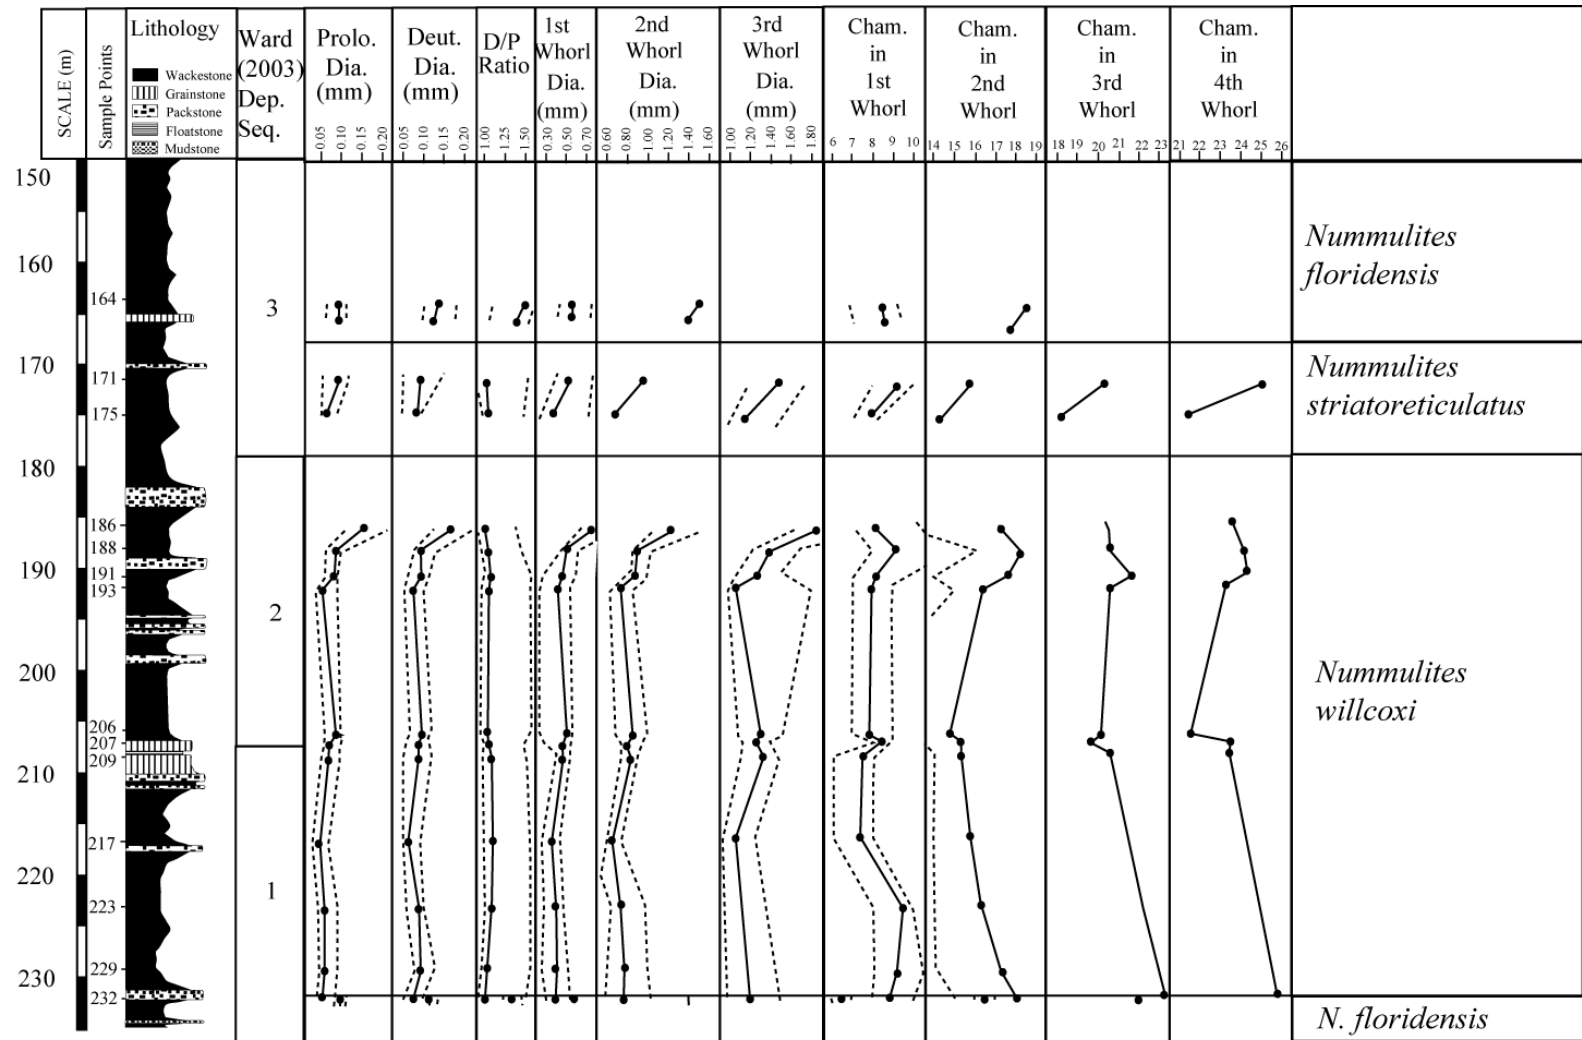 SCALE (m)
Sample Points
Lithology
Wackestone
Grainstone
Packstone
Floatstone
Mudstone
Ward
(2003)
Dep.
Seq.
Prolo.
Dia.
(mm)
0.05 0.10 0.15 0.20
Deut.
Dia.
(mm)
0.05 0.10 0.15 0.20
D/P
Ratio
1.00 1.25 1.50
1st
Whorl
Dia.
(mm)
0.30 0.50 0.70
2nd
Whorl
Dia.
(mm)
0.60 0.80 1.00 1.20 1.40 1.60
3rd
Whorl
Dia.
(mm)
1.00 1.20 1.40 1.60 1.80
Cham.
in
1st
Whorl
6 7 8 9 10
Cham.
in
2nd
Whorl
14 15 16 17 18 19
Cham.
in
3rd
Whorl
18 19 20 21 22 23
Cham.
in
4th
Whorl
21 22 23 24 25 26
150
160
170
180
190
200
210
220
230
164
171
175
186
188
191
193
206
207
209
217
223
229
232
3
2
1
Nummulites
floridensis
Nummulites
striatoreticulatus
Nummulites
willcoxi
N. floridensis